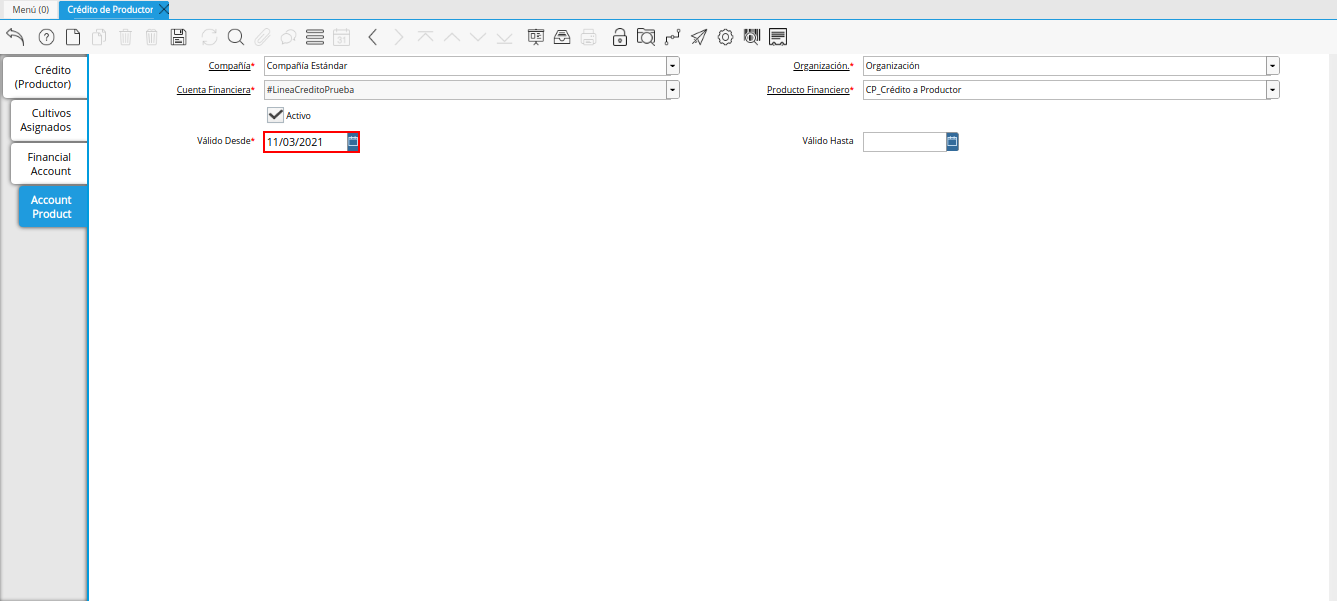 Menú (0)
Crédito de Productor
31
Crédito
(Productor)
Cultivos
Asignados
Financial
Account
Account
Product
Compañía* Compañía Estándar
Organización.* Organización
Cuenta Financiera* #LineaCreditoPrueba
Producto Financiero* CP_Crédito a Productor
Activo
Válido Desde* 11/03/2021
Válido Hasta